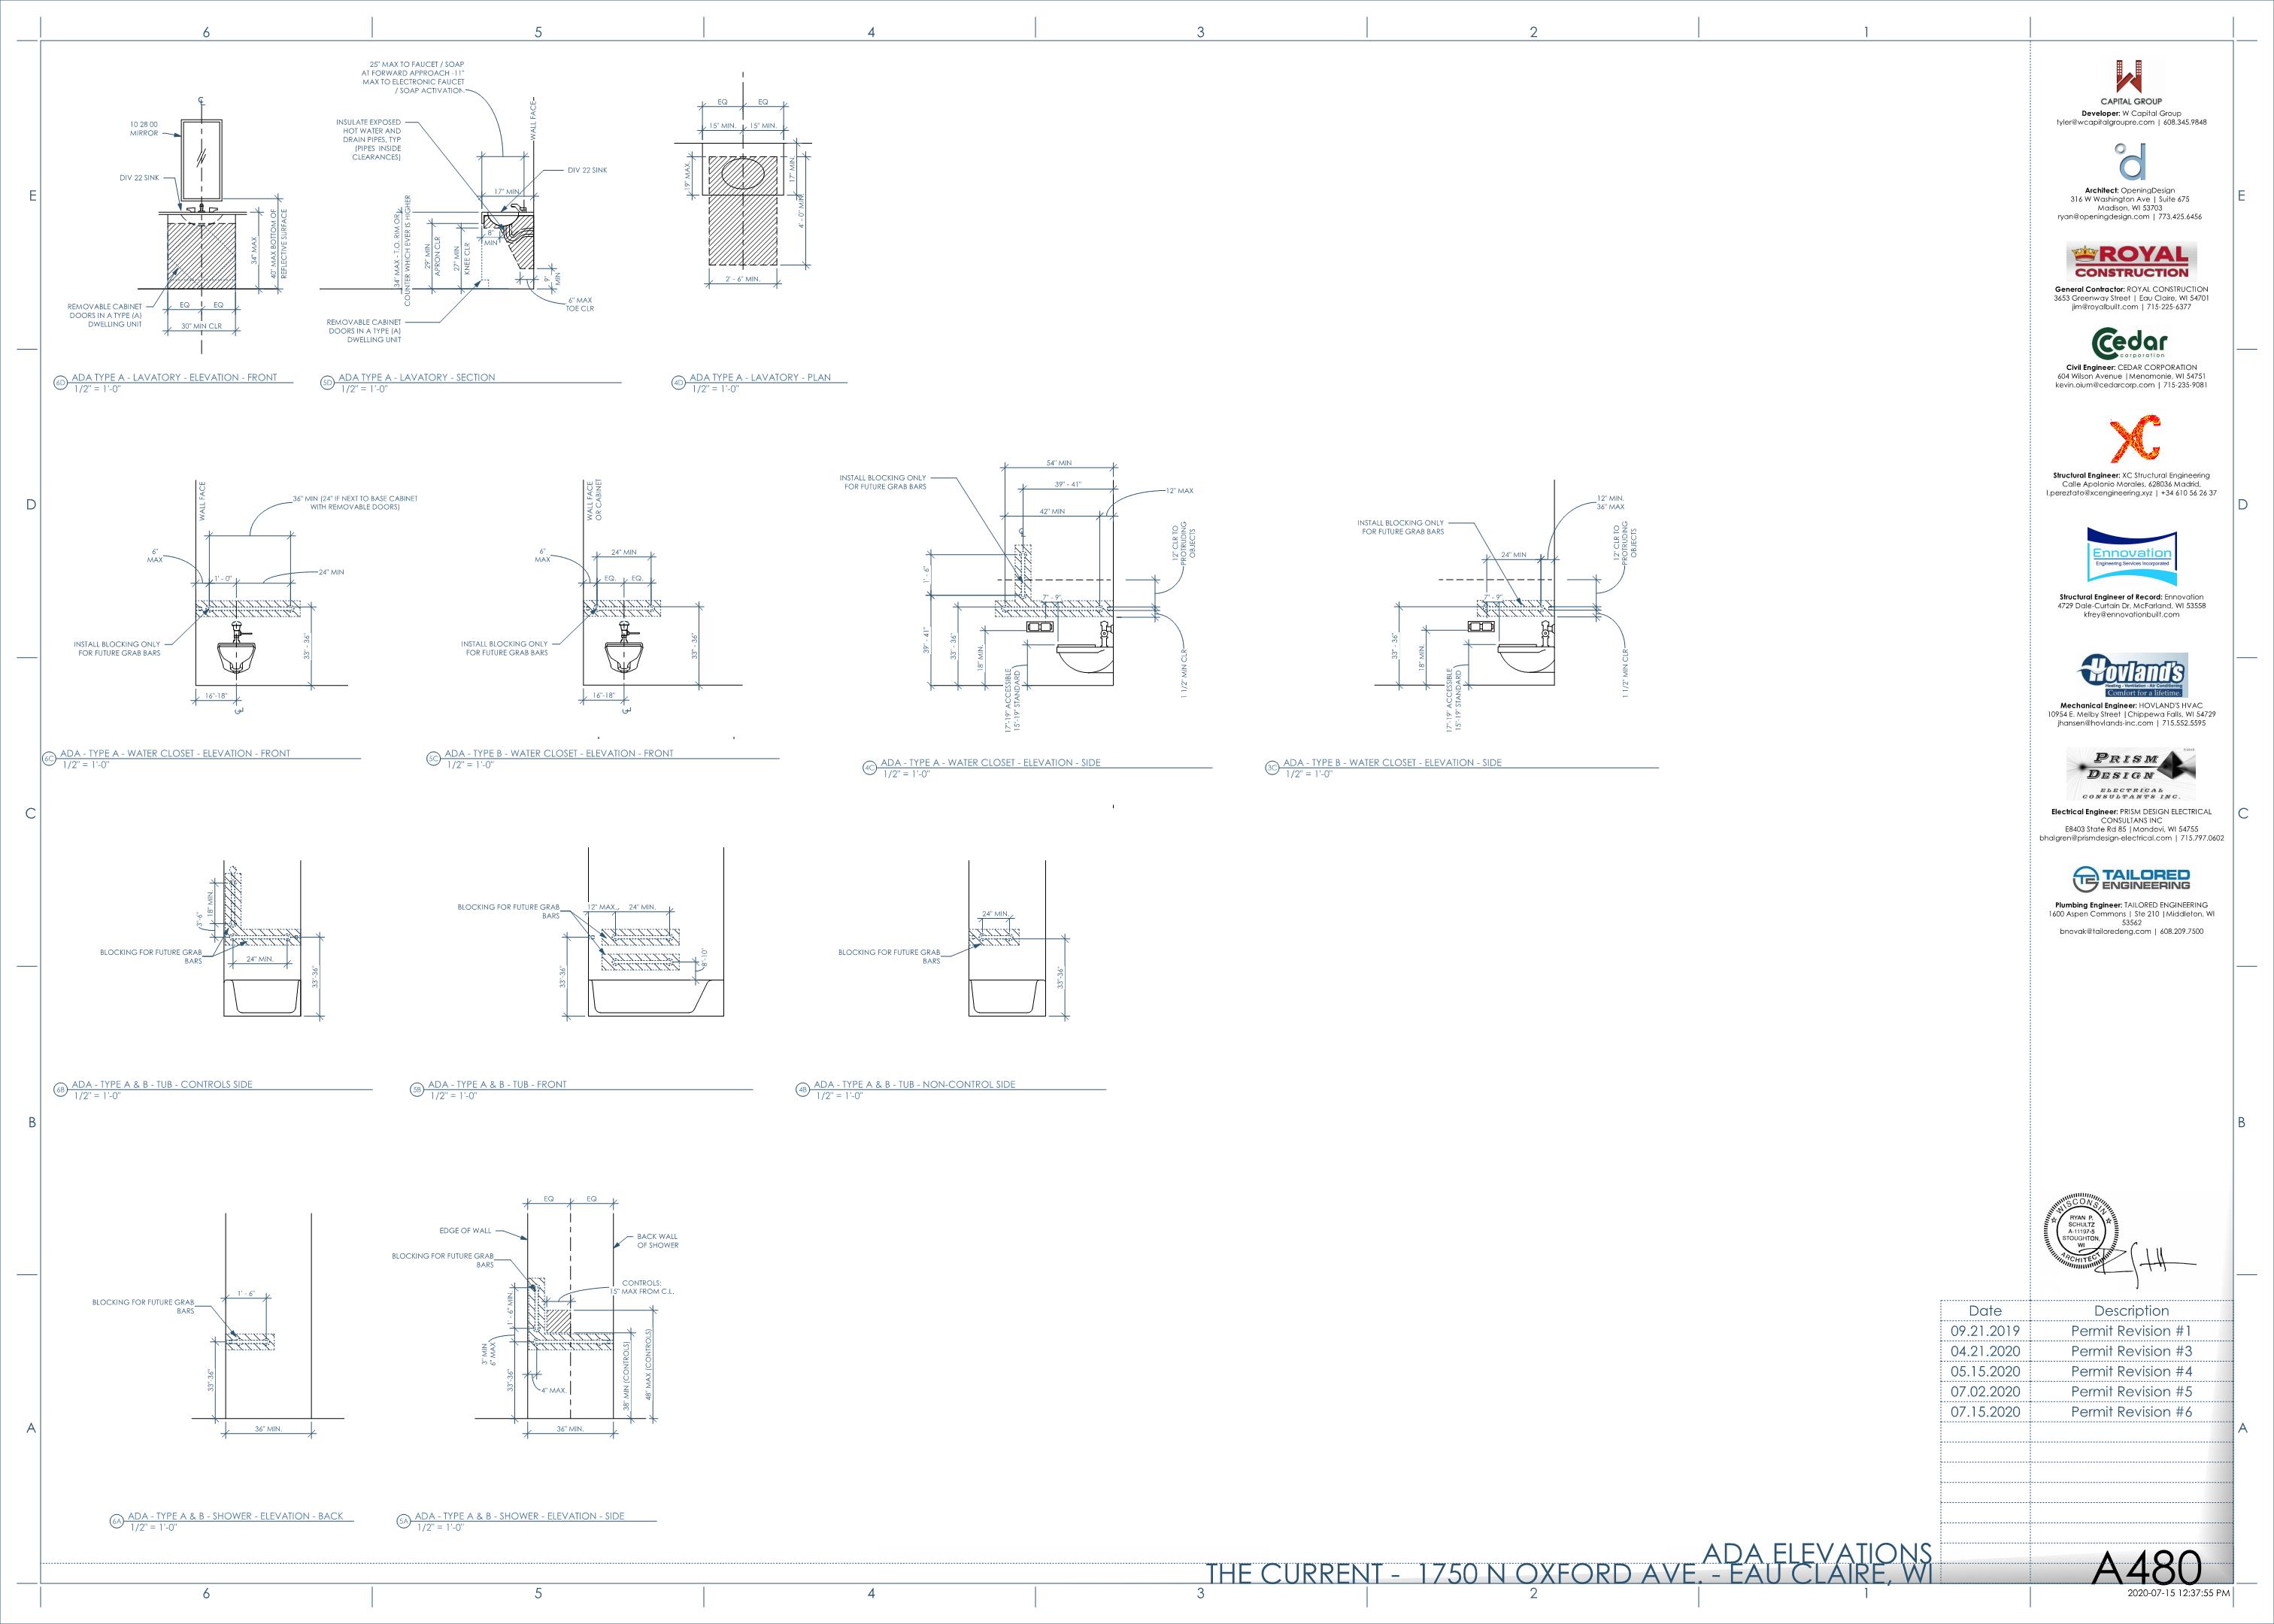 6 5 4 3 2 1
E
D
C
B
A
25" MAX TO FAUCET / SOAP
AT FORWARD APPROACH -11"
MAX TO ELECTRONIC FAUCET
/ SOAP ACTIVATION.
10 28 00
MIRROR
DIV 22 SINK
34" MAX
40" MAX BOTTOM OF
REFLECTIVE SURFACE
REMOVABLE CABINET
DOORS IN A TYPE (A)
DWELLING UNIT
EQ EQ
30" MIN CLR
6D ADA TYPE A - LAVATORY - ELEVATION - FRONT
1/2" = 1'-0"
INSULATE EXPOSED
HOT WATER AND
DRAIN PIPES, TYP
(PIPES INSIDE
CLEARANCES)
WALL FACE
DIV 22 SINK
17" MIN.
34" MAX - T.O. RIM OR
COUNTER WHICH EVER IS HIGHER
29" MIN
APRON CLR
27" MIN
KNEE CLR
8"
MIN
9"
MIN
6" MAX
TOE CLR
REMOVABLE CABINET
DOORS IN A TYPE (A)
DWELLING UNIT
5D ADA TYPE A - LAVATORY - SECTION
1/2" = 1'-0"
EQ EQ
15" MIN. 15" MIN.
19" MAX.
17" MIN.
4' - 0" MIN.
2' - 6" MIN.
4D ADA TYPE A - LAVATORY - PLAN
1/2" = 1'-0"
WALL FACE
36" MIN (24" IF NEXT TO BASE CABINET
WITH REMOVABLE DOORS)
6"
MAX
1' - 0"
24" MIN
INSTALL BLOCKING ONLY
FOR FUTURE GRAB BARS
33" - 36"
16"-18"
6C ADA - TYPE A - WATER CLOSET - ELEVATION - FRONT
1/2" = 1'-0"
WALL FACE
OR CABINET
6"
MAX
24" MIN
EQ. EQ.
INSTALL BLOCKING ONLY
FOR FUTURE GRAB BARS
33" - 36"
16"-18"
5C ADA - TYPE B - WATER CLOSET - ELEVATION - FRONT
1/2" = 1'-0"
INSTALL BLOCKING ONLY
FOR FUTURE GRAB BARS
54" MIN
39" - 41"
42" MIN
12" MAX
12" CLR TO
PROTRUDING
OBJECTS
1' - 6"
7" - 9"
39" - 41"
33" - 36"
18" MIN.
17"-19" ACCESSIBLE
15"-19" STANDARD
1 1/2" MIN CLR
4C ADA - TYPE A - WATER CLOSET - ELEVATION - SIDE
1/2" = 1'-0"
INSTALL BLOCKING ONLY
FOR FUTURE GRAB BARS
12" MIN.
36" MAX
24" MIN
12" CLR TO
PROTRUDING
OBJECTS
7" - 9"
33" - 36"
18" MIN.
17"-19" ACCESSIBLE
15"-19" STANDARD
1 1/2" MIN CLR
3C ADA - TYPE B - WATER CLOSET - ELEVATION - SIDE
1/2" = 1'-0"
18" MIN.
3"-6"
BLOCKING FOR FUTURE GRAB
BARS
24" MIN.
33"-36"
6B ADA - TYPE A & B - TUB - CONTROLS SIDE
1/2" = 1'-0"
BLOCKING FOR FUTURE GRAB
BARS
12" MAX. 24" MIN.
33"-36"
8"-10"
5B ADA - TYPE A & B - TUB - FRONT
1/2" = 1'-0"
24" MIN.
BLOCKING FOR FUTURE GRAB
BARS
33"-36"
4B ADA - TYPE A & B - TUB - NON-CONTROL SIDE
1/2" = 1'-0"
BLOCKING FOR FUTURE GRAB
BARS
1' - 6"
33"-36"
36" MIN.
6A ADA - TYPE A & B - SHOWER - ELEVATION - BACK
1/2" = 1'-0"
EQ EQ
EDGE OF WALL
BACK WALL
OF SHOWER
BLOCKING FOR FUTURE GRAB
BARS
CONTROLS:
15" MAX FROM C.L.
1' - 6" MIN.
3" MIN
6" MAX
33"-36"
4" MAX.
38" MIN (CONTROLS)
48" MAX (CONTROLS)
36" MIN.
5A ADA - TYPE A & B - SHOWER - ELEVATION - SIDE
1/2" = 1'-0"
CAPITAL GROUP
Developer: W Capital Group
tyler@wcapitalgroupre.com | 608.345.9848
d
Architect: OpeningDesign
316 W Washington Ave | Suite 675
Madison, WI 53703
ryan@openingdesign.com | 773.425.6456
ROYAL
CONSTRUCTION
General Contractor: ROYAL CONSTRUCTION
3653 Greenway Street | Eau Claire, WI 54701
jim@royalbuilt.com | 715-225-6377
Cedar
corporation
Civil Engineer: CEDAR CORPORATION
604 Wilson Avenue |Menomonie, WI 54751
kevin.oium@cedarcorp.com | 715-235-9081
XC
Structural Engineer: XC Structural Engineering
Calle Apolonio Morales, 628036 Madrid,
l.perezfato@xcengineering.xyz | +34 610 56 26 37
Ennovation
Engineering Services Incorporated
Structural Engineer of Record: Ennovation
4729 Dale-Curtain Dr, McFarland, WI 53558
kfrey@ennovationbuilt.com
Hovland's
Heating - Ventilation - Air Conditioning
Comfort for a lifetime.
Mechanical Engineer: HOVLAND'S HVAC
10954 E. Melby Street |Chippewa Falls, WI 54729
jhansen@hovlands-inc.com | 715.552.5595
PRISM
DESIGN
ELECTRICAL
CONSULTANTS INC.
Electrical Engineer: PRISM DESIGN ELECTRICAL
CONSULTANS INC
E8403 State Rd 85 |Mondovi, WI 54755
bhalgren@prismdesign-electrical.com | 715.797.0602
TE TAILORED
ENGINEERING
Plumbing Engineer: TAILORED ENGINEERING
1600 Aspen Commons | Ste 210 |Middleton, WI
53562
bnovak@tailoredeng.com | 608.209.7500
WISCONSIN
RYAN P.
SCHULTZ
A-11197-5
STOUGHTON,
WI
ARCHITECT
Date Description
09.21.2019 Permit Revision #1
04.21.2020 Permit Revision #3
05.15.2020 Permit Revision #4
07.02.2020 Permit Revision #5
07.15.2020 Permit Revision #6
ADA ELEVATIONS
THE CURRENT - 1750 N OXFORD AVE. - EAU CLAIRE, WI
A480
2020-07-15 12:37:55 PM
6 5 4 3 2 1